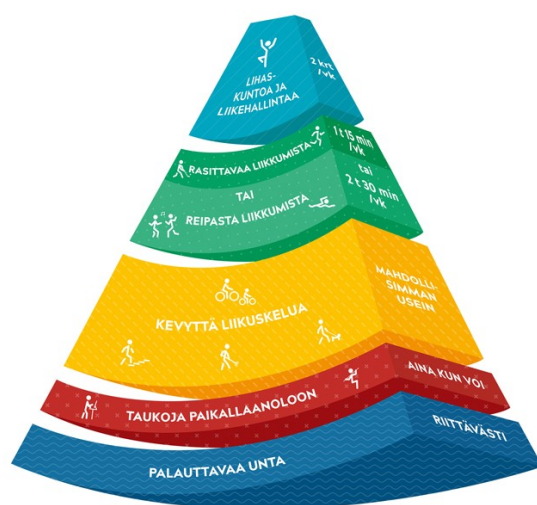 LIHAS-
KUNTOA JA
LIIKEHALLINTAA
2 krt
/vk
RASITTAVAA LIIKKUMISTA
1 t 15 min
/vk
TAI
REIPASTA LIIKKUMISTA
tai
2 t 30 min
/vk
KEVYTTÄ LIIKUSKELUA
MAHDOLLI-
SIMMAN
USEIN
TAUKOJA PAIKALLAANOLOON
AINA KUN VOI
PALAUTTAVAA UNTA
RIITTÄVÄSTI